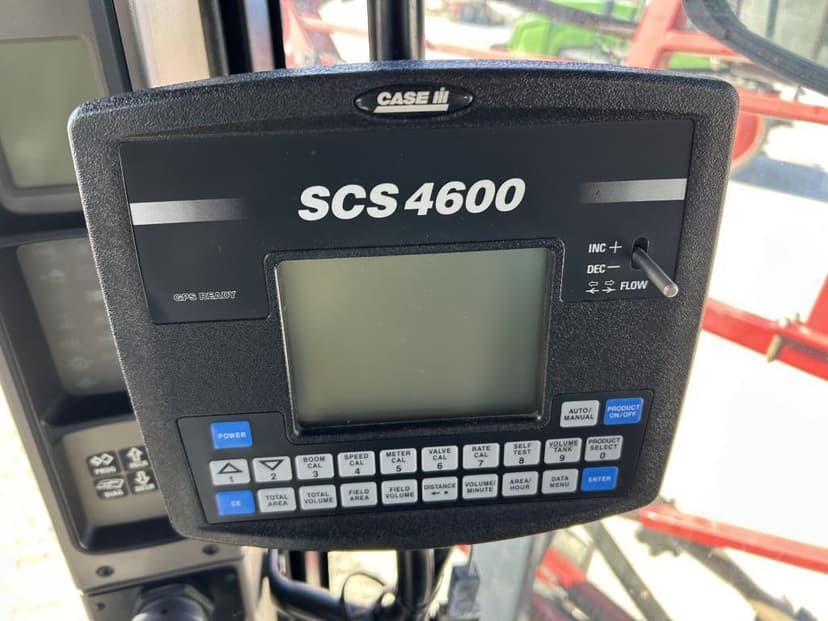 CASE III
SCS 4600
INC +
DEC −
FLOW
GPS READY
AUTO/ MANUAL
PRODUCT ON/OFF
POWER
1
2
BOOM CAL 3
SPEED CAL 4
METER CAL 5
VALVE CAL 6
RATE CAL 7
SELF TEST 8
VOLUME TANK 9
PRODUCT SELECT 0
CE
TOTAL AREA
TOTAL VOLUME
FIELD AREA
FIELD VOLUME
DISTANCE
VOLUME/ MINUTE
AREA/ HOUR
DATA MENU
ENTER
PRGM
DIAG